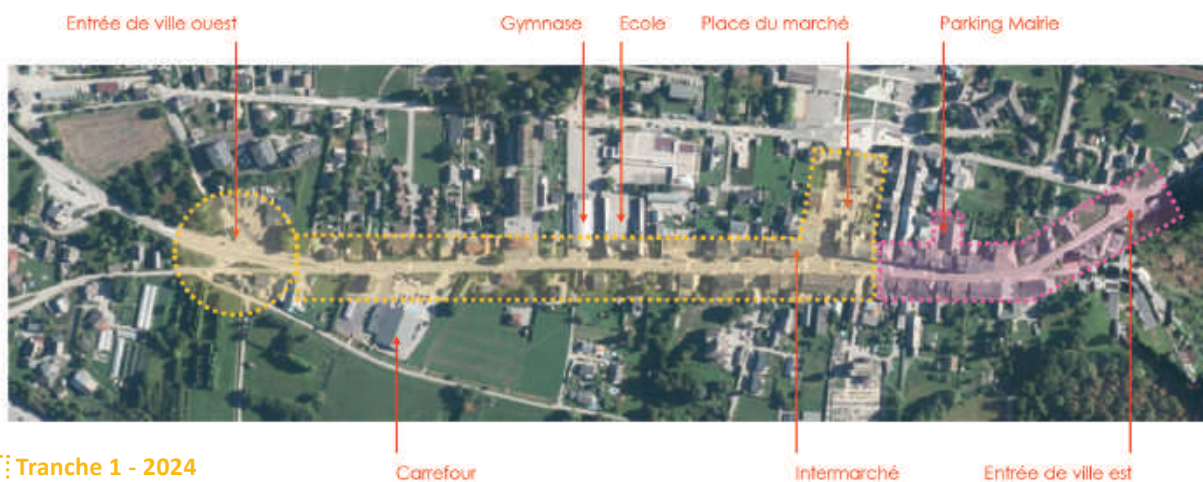 Entrée de ville ouest
Gymnase
Ecole
Place du marché
Parking Mairie
Tranche 1 - 2024
Carrefour
Intermarché
Entrée de ville est